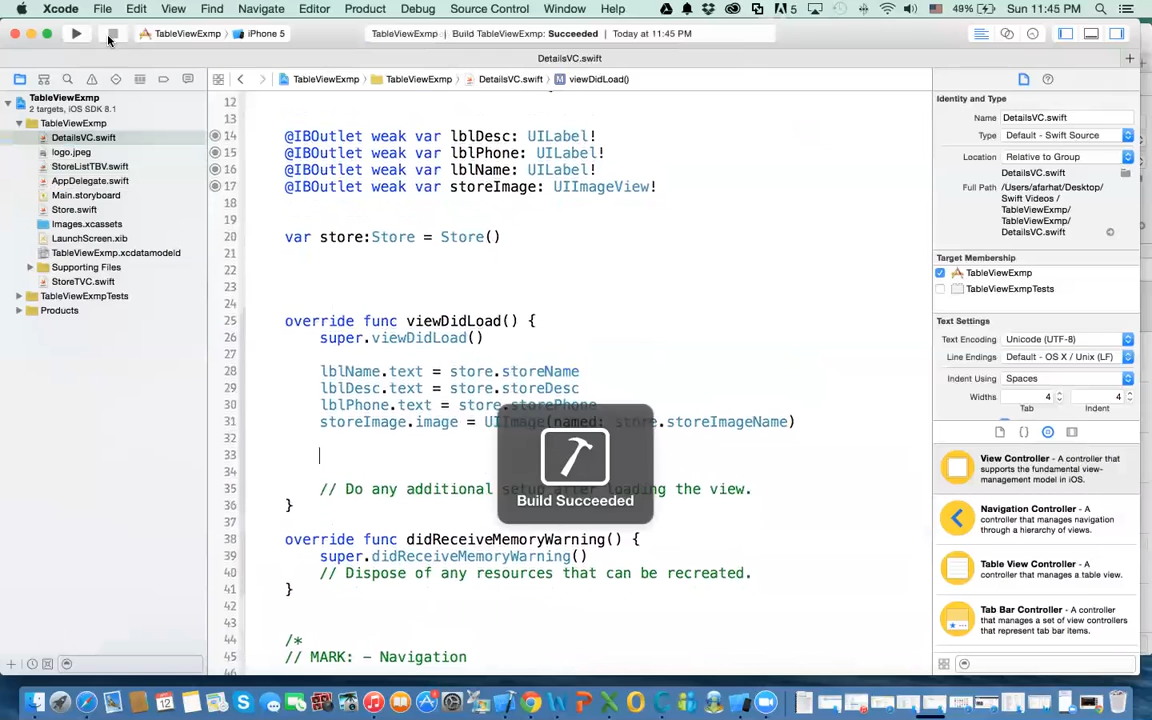 Xcode File Edit View Find Navigate Editor Product Debug Source Control Window Help 5 49% Sun 11:45 PM
TableViewExmp iPhone 5 TableViewExmp Build TableViewExmp: Succeeded Today at 11:45 PM
DetailsVC.swift
TableViewExmp TableViewExmp DetailsVC.swift M viewDidLoad()
TableViewExmp
2 targets, iOS SDK 8.1
TableViewExmp
DetailsVC.swift
logo.jpeg
StoreListTBV.swift
AppDelegate.swift
Main.storyboard
Store.swift
Images.xcassets
LaunchScreen.xib
TableViewExmp.xcdatamodeld
Supporting Files
StoreTVC.swift
TableViewExmpTests
Products
12
13
14 @IBOutlet weak var lblDesc: UILabel!
15 @IBOutlet weak var lblPhone: UILabel!
16 @IBOutlet weak var lblName: UILabel!
17 @IBOutlet weak var storeImage: UIImageView!
18
19
20 var store:Store = Store()
21
22
23
24
25 override func viewDidLoad() {
26 super.viewDidLoad()
27
28 lblName.text = store.storeName
29 lblDesc.text = store.storeDesc
30 lblPhone.text = store.storePhone
31 storeImage.image = UIImage(named: store.storeImageName)
32
33
35 // Do any additional setup after loading the view.
36 }
37
38 override func didReceiveMemoryWarning() {
39 super.didReceiveMemoryWarning()
40 // Dispose of any resources that can be recreated.
41 }
42
44 /*
45 // MARK: - Navigation
Build Succeeded
Identity and Type
Name DetailsVC.swift
Type Default - Swift Source
Location Relative to Group
DetailsVC.swift
Full Path /Users/afarhat/Desktop/
Swift Videos /
TableViewExmp/
TableViewExmp/
DetailsVC.swift
Target Membership
TableViewExmp
TableViewExmpTests
Text Settings
Text Encoding Unicode (UTF-8)
Line Endings Default - OS X / Unix (LF)
Indent Using Spaces
Widths 4 4
Tab Indent
View Controller - A controller that
supports the fundamental view-
management model in iOS.
Navigation Controller - A
controller that manages navigation
through a hierarchy of views.
Table View Controller - A
controller that manages a table view.
Tab Bar Controller - A controller
that manages a set of view controllers
that represent tab bar items.